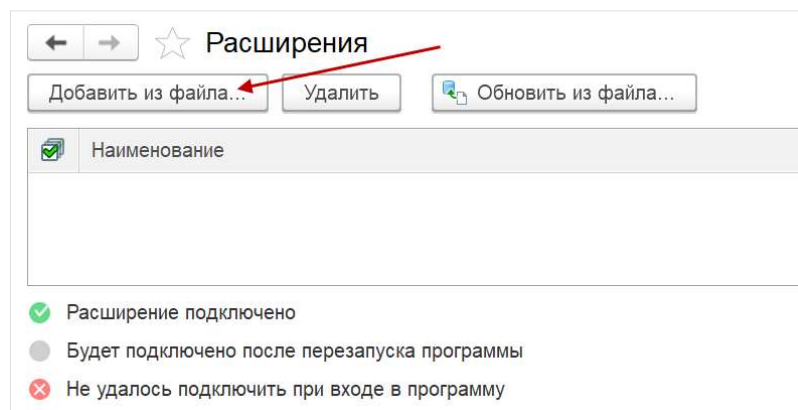 Расширения
Добавить из файла... Удалить Обновить из файла...
Наименование
Расширение подключено
Будет подключено после перезапуска программы
Не удалось подключить при входе в программу